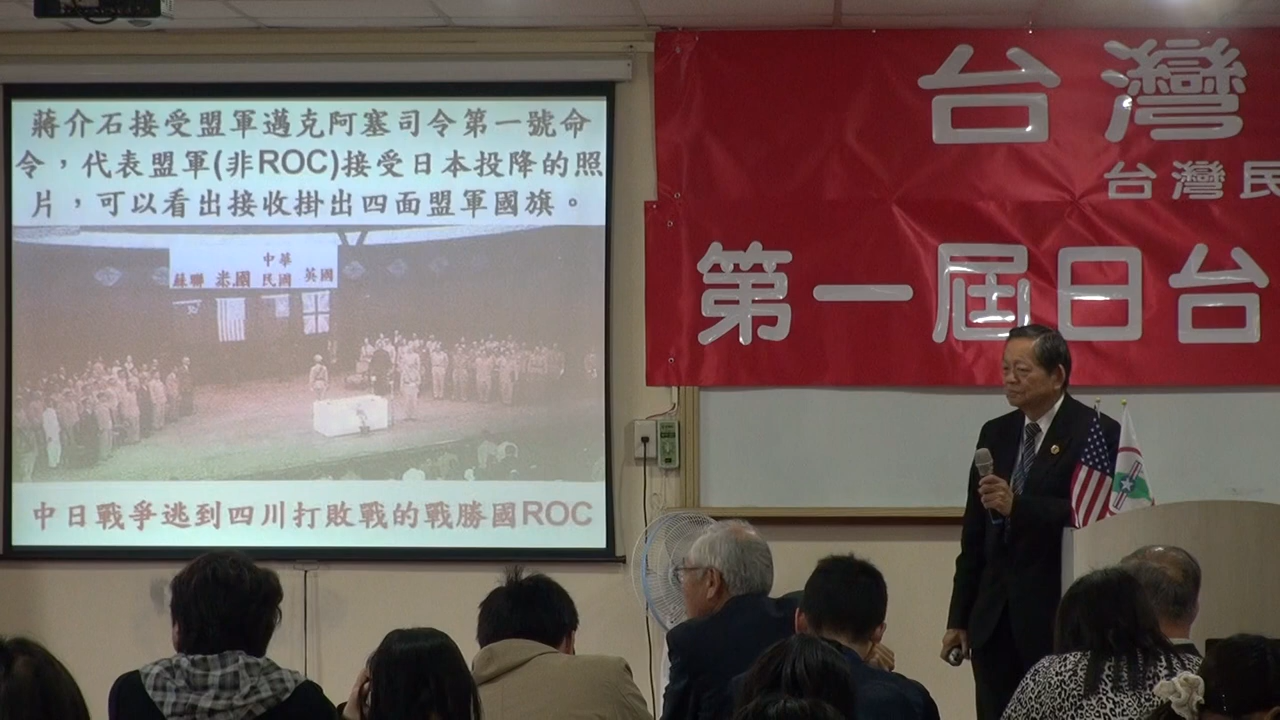 蔣介石接受盟軍邁克阿塞司令第一號命
令，代表盟軍(非ROC)接受日本投降的照
片，可以看出接收掛出四面盟軍國旗。
中華
蘇聯 米國 民國 英國
中日戰爭逃到四川打敗戰的戰勝國ROC
台灣
台灣民
第一屆日台